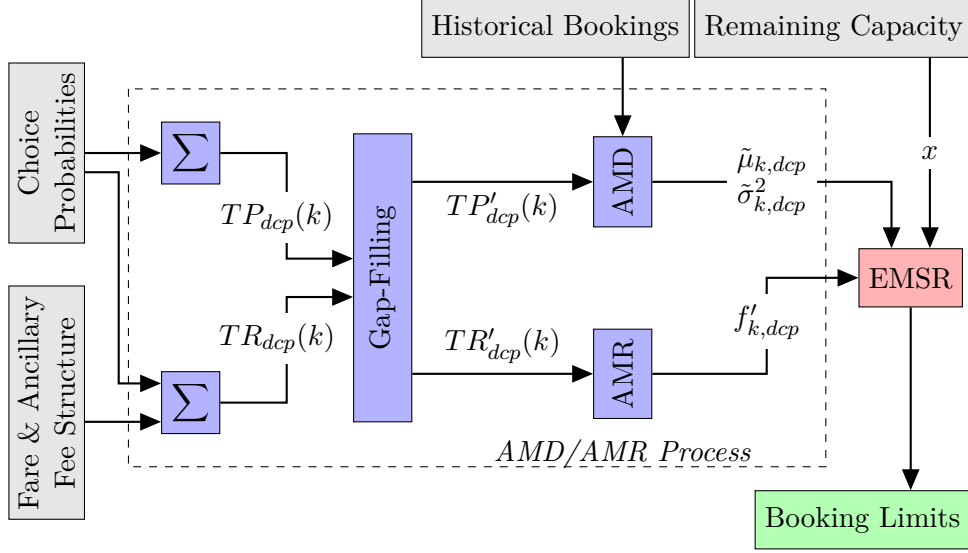 Historical Bookings
Remaining Capacity
Choice
Probabilities
∑
TP_{dcp}(k)
Gap-Filling
TP'_{dcp}(k)
AMD
μ̃_{k,dcp}
σ̃²_{k,dcp}
x
EMSR
Fare & Ancillary
Fee Structure
∑
TR_{dcp}(k)
TR'_{dcp}(k)
AMR
f'_{k,dcp}
AMD/AMR Process
Booking Limits